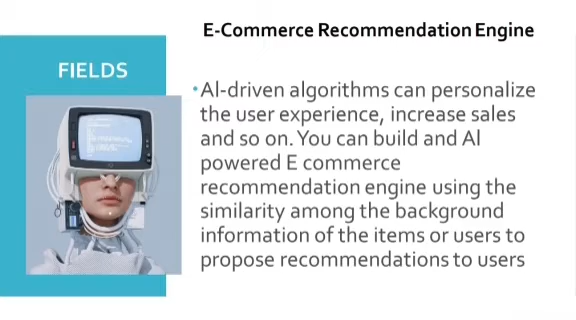 E-Commerce Recommendation Engine
FIELDS
•AI-driven algorithms can personalize
the user experience, increase sales
and so on. You can build and AI
powered E commerce
recommendation engine using the
similarity among the background
information of the items or users to
propose recommendations to users